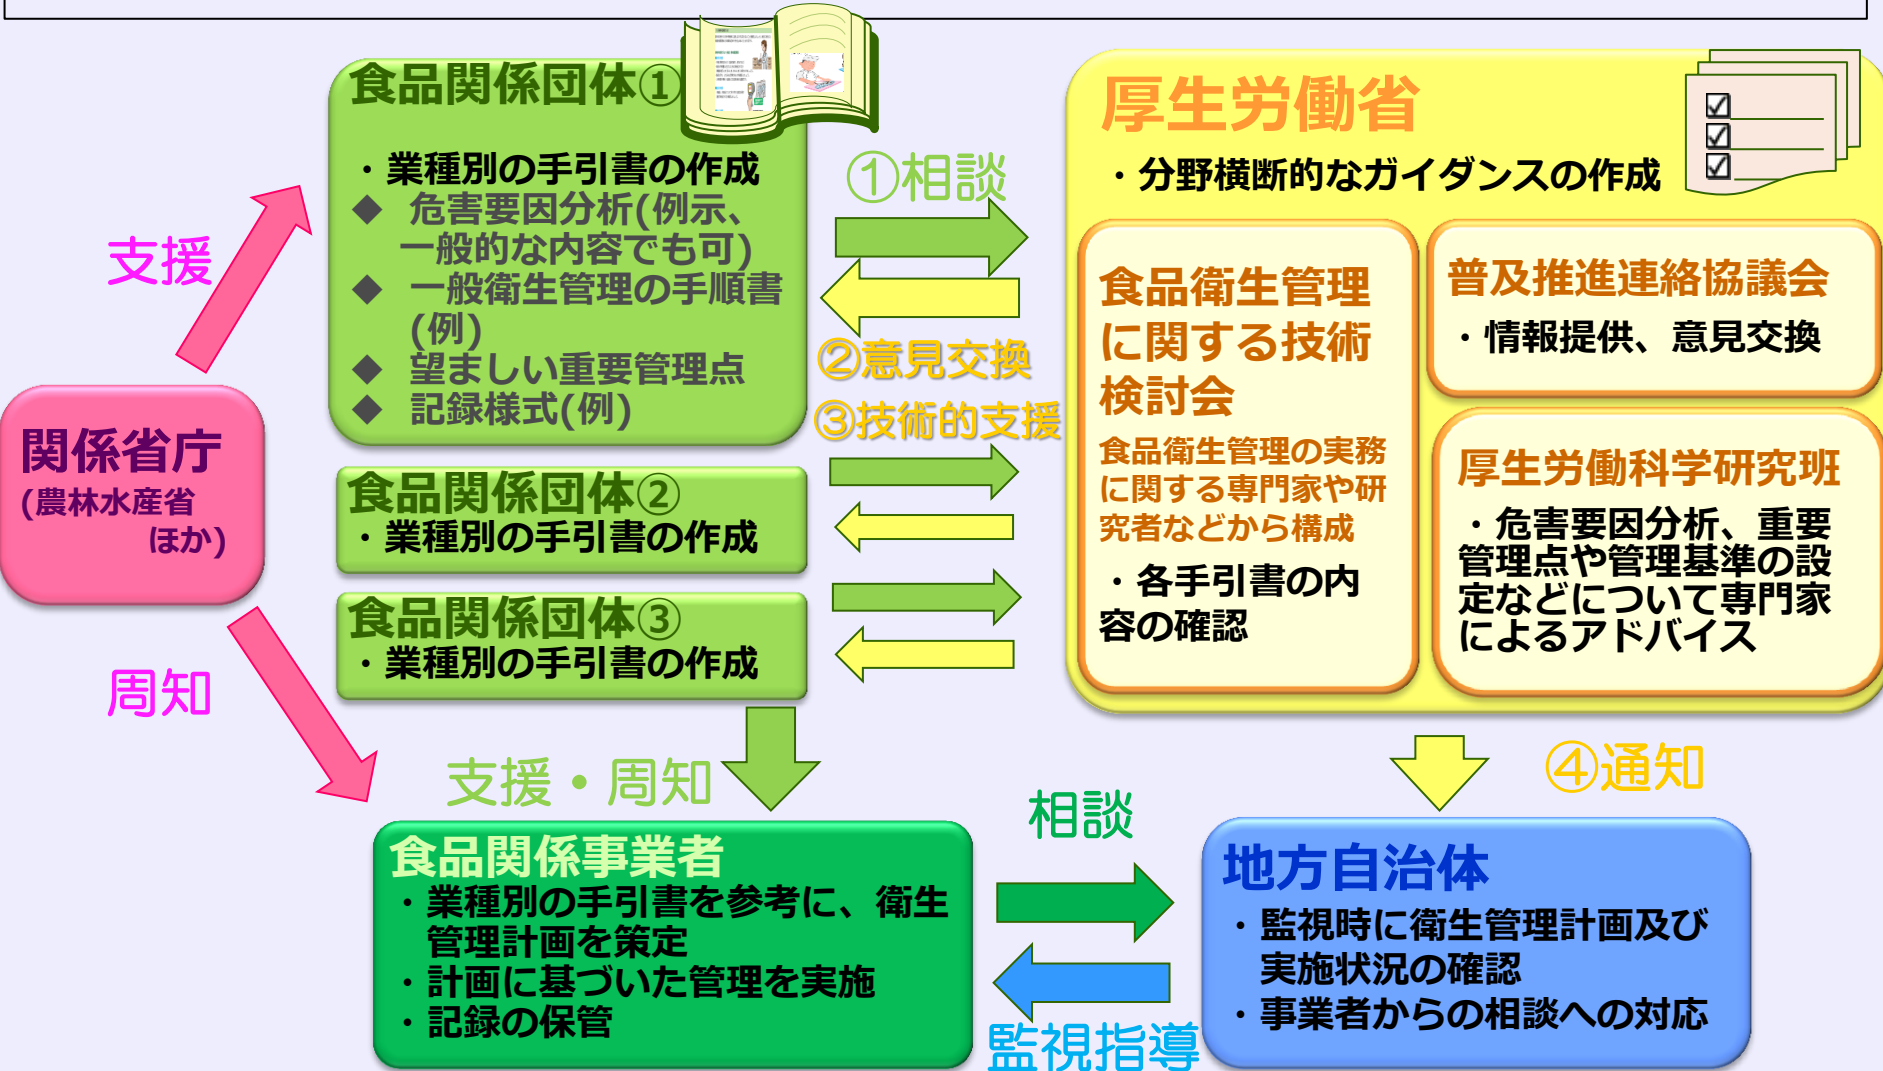 食品関係団体①
・業種別の手引書の作成
◆ 危害要因分析(例示、
一般的な内容でも可)
◆ 一般衛生管理の手順書
(例)
◆ 望ましい重要管理点
◆ 記録様式(例)
食品関係団体②
・業種別の手引書の作成
食品関係団体③
・業種別の手引書の作成
支援
関係省庁
(農林水産省
ほか)
周知
①相談
②意見交換
③技術的支援
厚生労働省
・分野横断的なガイダンスの作成
食品衛生管理
に関する技術
検討会
食品衛生管理の実務
に関する専門家や研
究者などから構成
・各手引書の内
容の確認
普及推進連絡協議会
・情報提供、意見交換
厚生労働科学研究班
・危害要因分析、重要
管理点や管理基準の設
定などについて専門家
によるアドバイス
支援・周知
④通知
食品関係事業者
・業種別の手引書を参考に、衛生
管理計画を策定
・計画に基づいた管理を実施
・記録の保管
相談
監視指導
地方自治体
・監視時に衛生管理計画及び
実施状況の確認
・事業者からの相談への対応